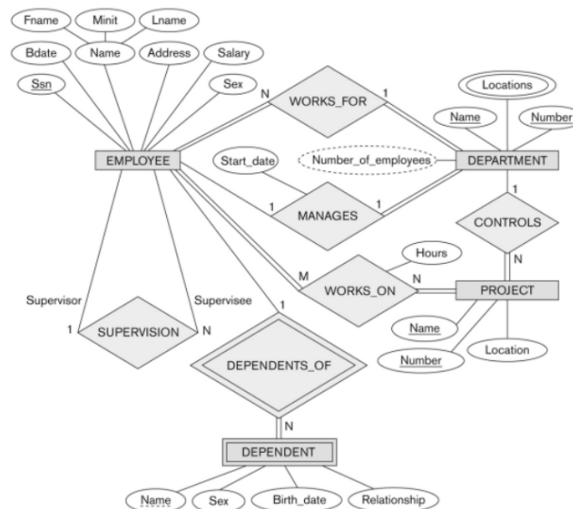 Fname Minit Lname
Bdate Name Address Salary
Ssn Sex
N WORKS_FOR 1
Locations
Name Number
EMPLOYEE
Start_date
Number_of_employees
DEPARTMENT
1 MANAGES 1
1
CONTROLS
N
Hours
M WORKS_ON N
PROJECT
Name
Number
Location
Supervisor Supervisee
1 SUPERVISION N
1
DEPENDENTS_OF
N
DEPENDENT
Name Sex Birth_date Relationship